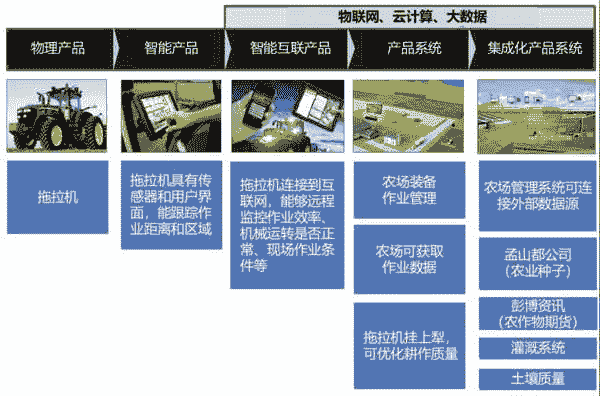 物联网、云计算、大数据
物理产品
智能产品
智能互联产品
产品系统
集成化产品系统
拖拉机
拖拉机具有传
感器和用户界
面，能跟踪作
业距离和区域
拖拉机连接到互
联网，能够远程
监控作业效率、
机械运转是否正
常、现场作业条
件等
农场装备
作业管理
农场可获取
作业数据
拖拉机挂上犁，
可优化耕作质量
农场管理系统可连
接外部数据源
孟山都公司
（农业种子）
彭博资讯
（农作物期货）
灌溉系统
土壤质量